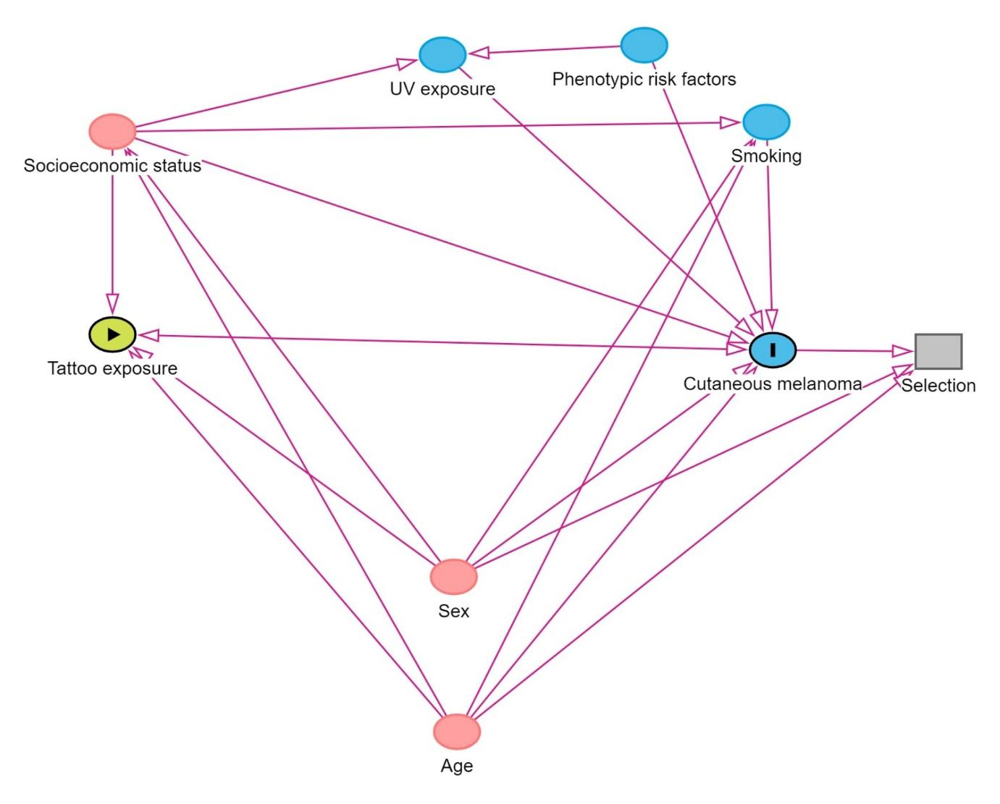 Phenotypic risk factors
UV exposure
Smoking
Socioeconomic status
Tattoo exposure
Cutaneous melanoma
Selection
Sex
Age